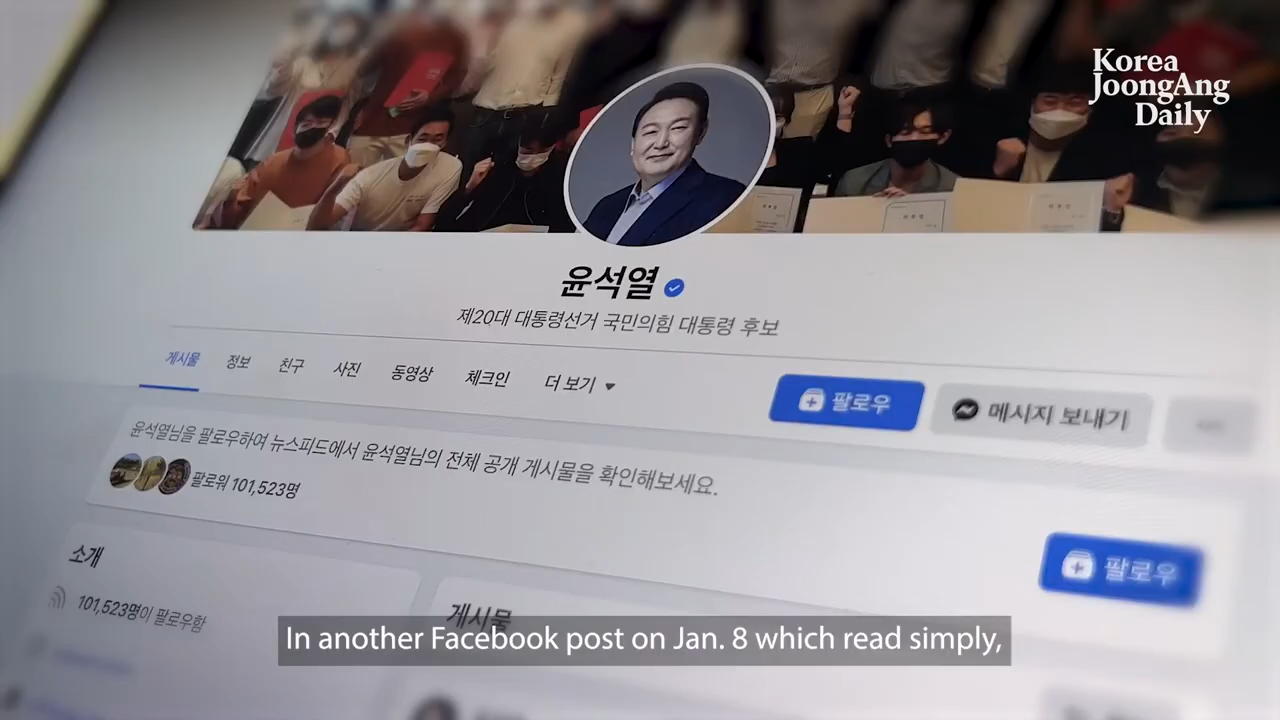 Korea
JoongAng
Daily
윤석열
제20대 대통령선거 국민의힘 대통령 후보
게시물 정보 친구 사진 동영상 체크인 더 보기
팔로우
메시지 보내기
윤석열님을 팔로우하여 뉴스피드에서 윤석열님의 전체 공개 게시물을 확인해보세요.
팔로워 101,523명
팔로우
소개
101,523명이 팔로우함
게시물
In another Facebook post on Jan. 8 which read simply,